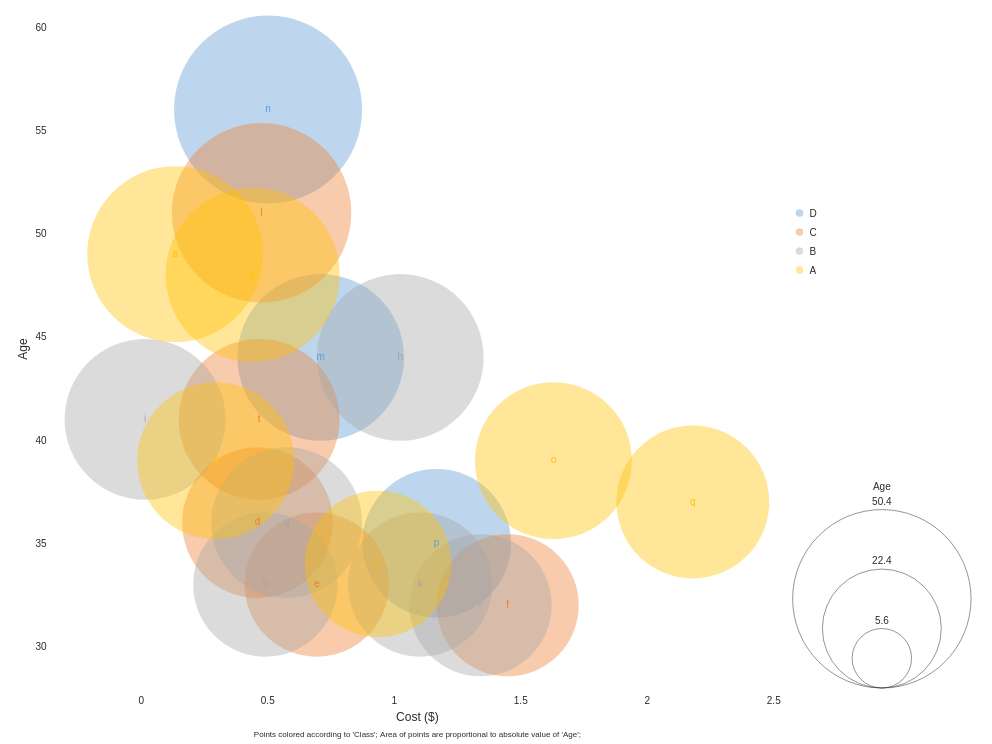 60
55
50
45
40
35
30
Age
n
l
a
c
m
h
i
t
o
q
d
g
p
e
k
f
D
C
B
A
Age
50.4
22.4
5.6
0
0.5
1
1.5
2
2.5
Cost ($)
Points colored according to 'Class'; Area of points are proportional to absolute value of 'Age';